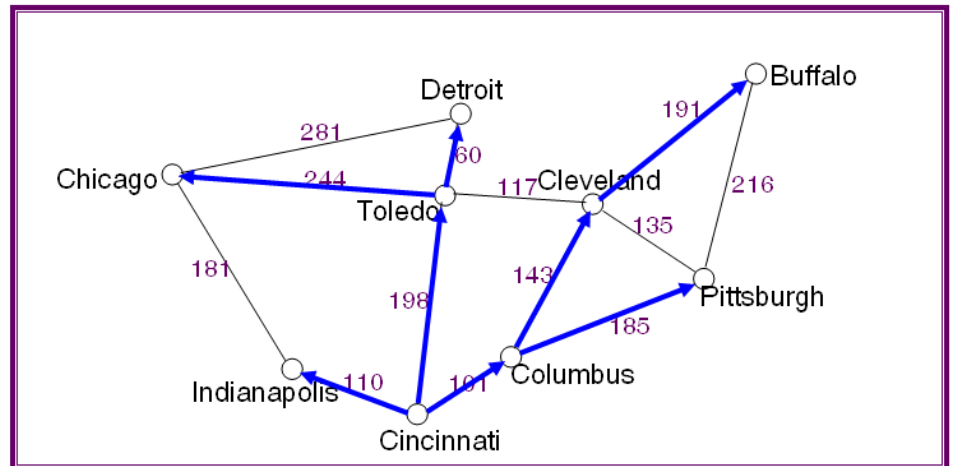 Buffalo
Detroit
191
281
60
Chicago
244
117
Cleveland
216
Toledo
135
181
143
Pittsburgh
198
185
110
101
Columbus
Indianapolis
Cincinnati